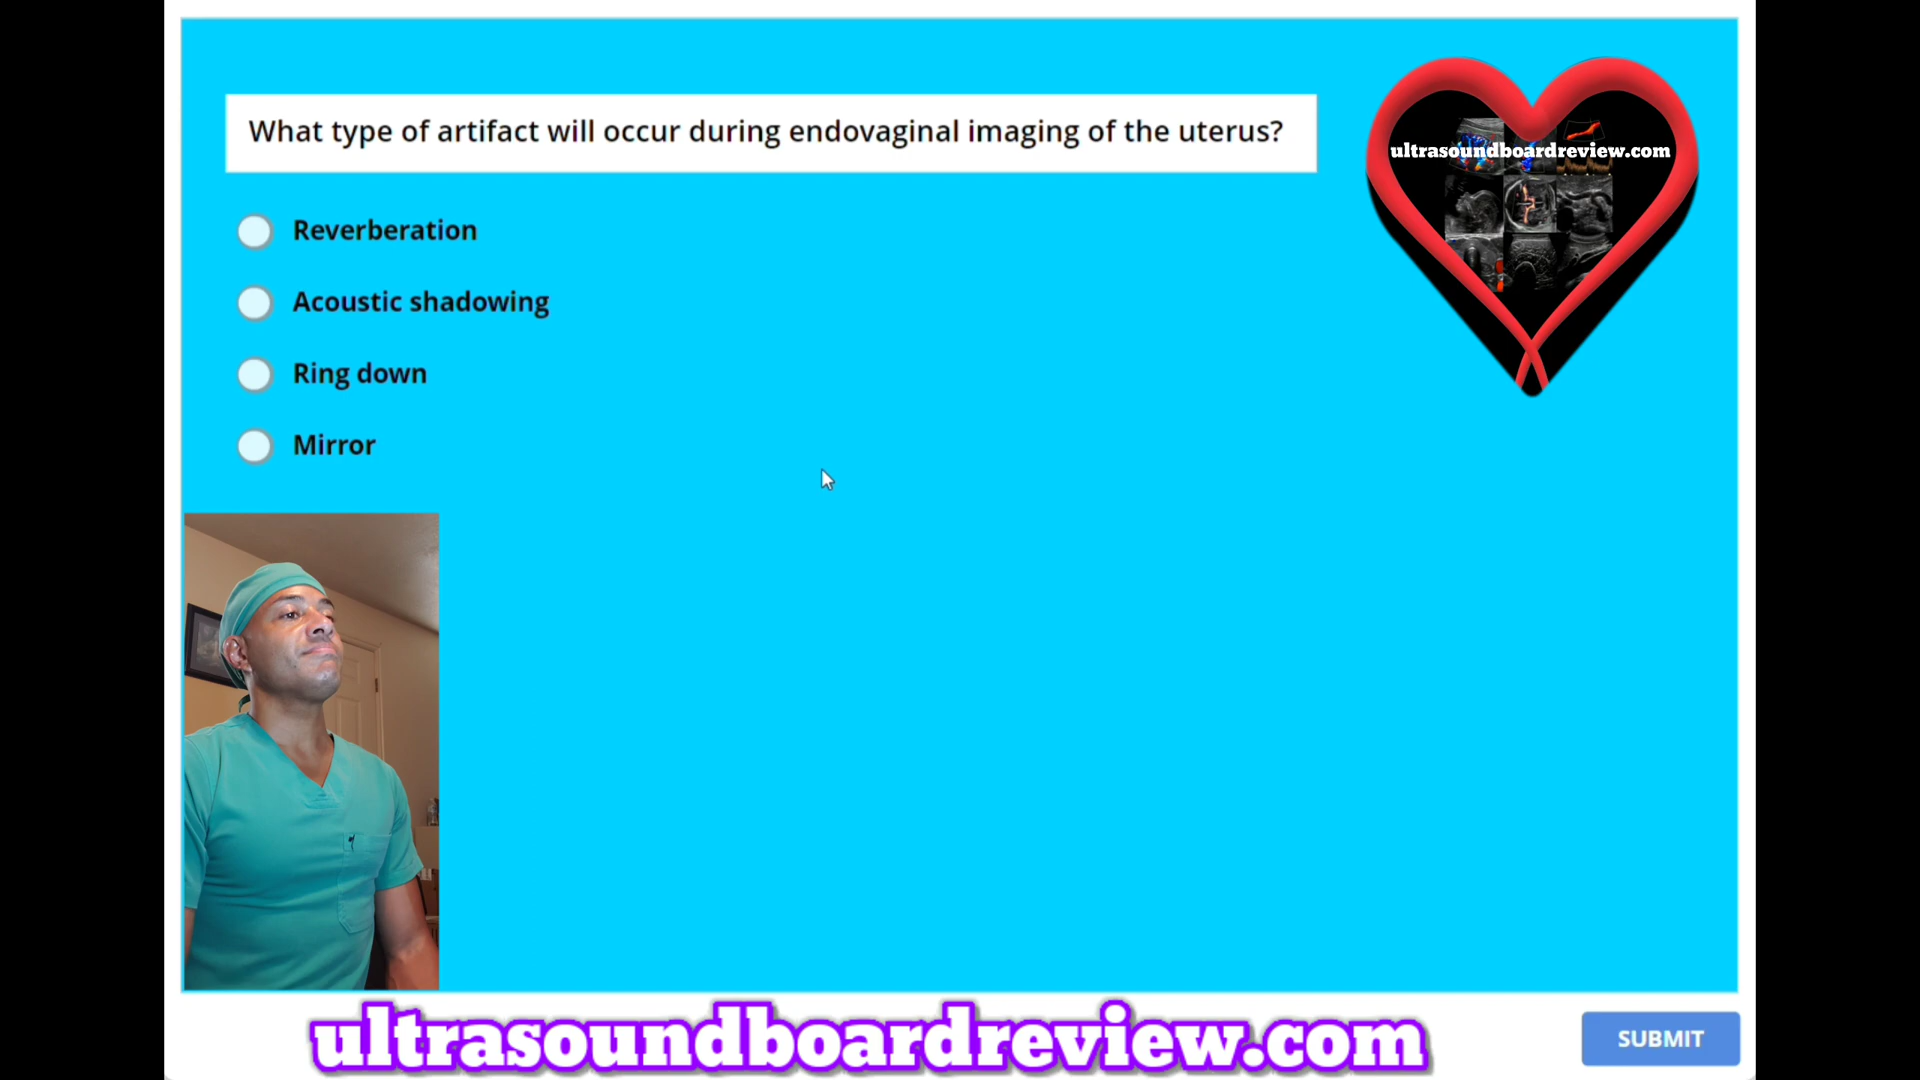 What type of artifact will occur during endovaginal imaging of the uterus?
ultrasoundboardreview.com
Reverberation
Acoustic shadowing
Ring down
Mirror
ultrasoundboardreview.com
SUBMIT